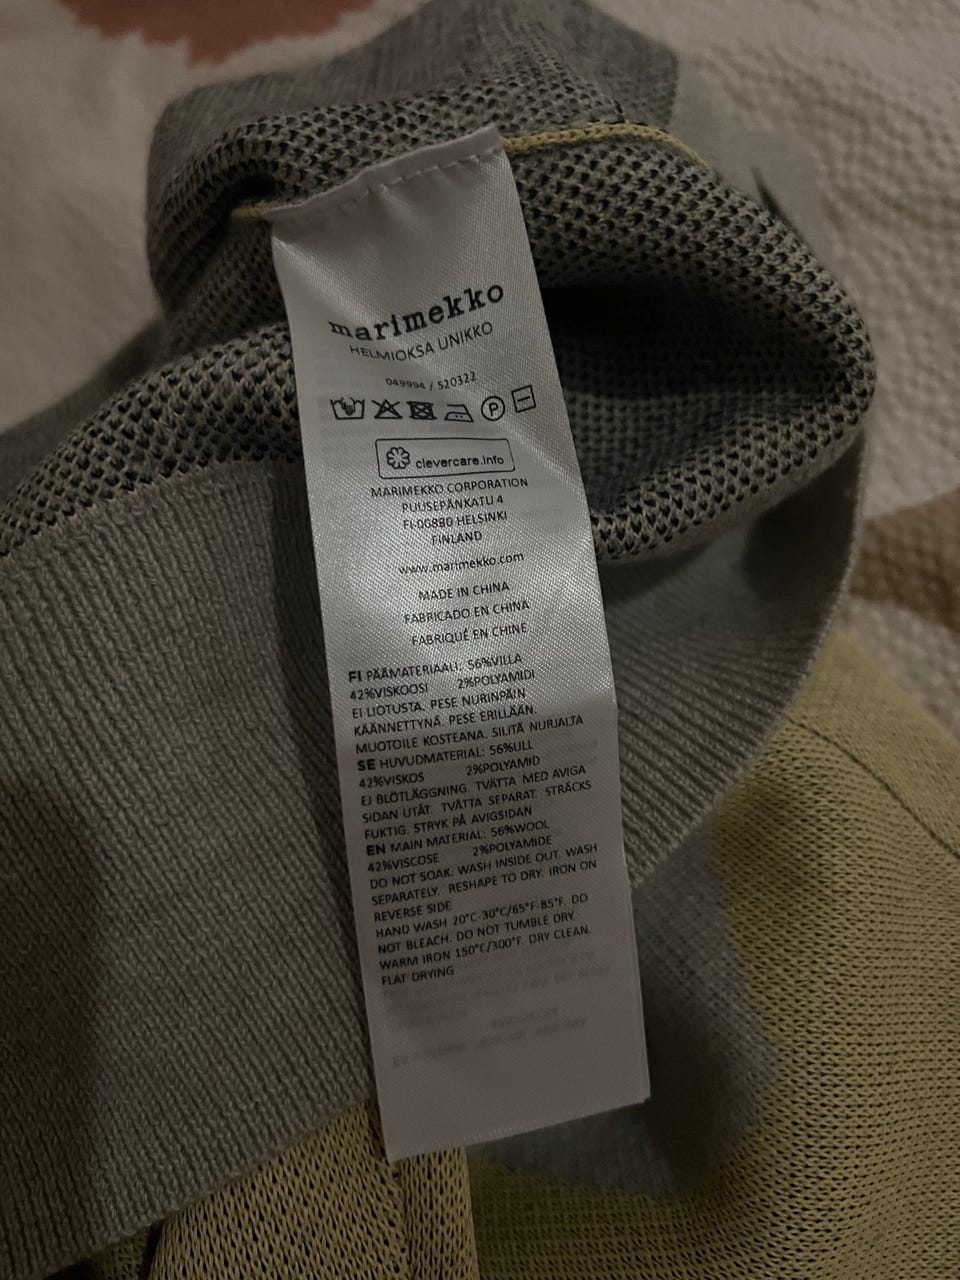 marimekko
HELMIOKSA UNIKKO
049994 / 520322
P
clevercare.info
MARIMEKKO CORPORATION
PUUSEPÄNKATU 4
FI-00880 HELSINKI
FINLAND
www.marimekko.com
MADE IN CHINA
FABRICADO EN CHINA
FABRIQUÉ EN CHINE
FI PÄÄMATERIAALI: 56%VILLA
42%VISKOOSI 2%POLYAMIDI
EI LIOTUSTA. PESE NURINPÄIN
KÄÄNNETTYNÄ. PESE ERILLÄÄN.
MUOTOILE KOSTEANA. SILITÄ NURJALTA
SE HUVUDMATERIAL: 56%ULL
42%VISKOS 2%POLYAMID
EJ BLÖTLÄGGNING. TVÄTTA MED AVIGA
SIDAN UTÅT. TVÄTTA SEPARAT. STRÄCKS
FUKTIG. STRYK PÅ AVIGSIDAN
EN MAIN MATERIAL: 56%WOOL
42%VISCOSE 2%POLYAMIDE
DO NOT SOAK. WASH INSIDE OUT. WASH
SEPARATELY. RESHAPE TO DRY. IRON ON
REVERSE SIDE
HAND WASH 20°C-30°C/65°F-85°F. DO
NOT BLEACH. DO NOT TUMBLE DRY.
WARM IRON 150°C/300°F. DRY CLEAN.
FLAT DRYING